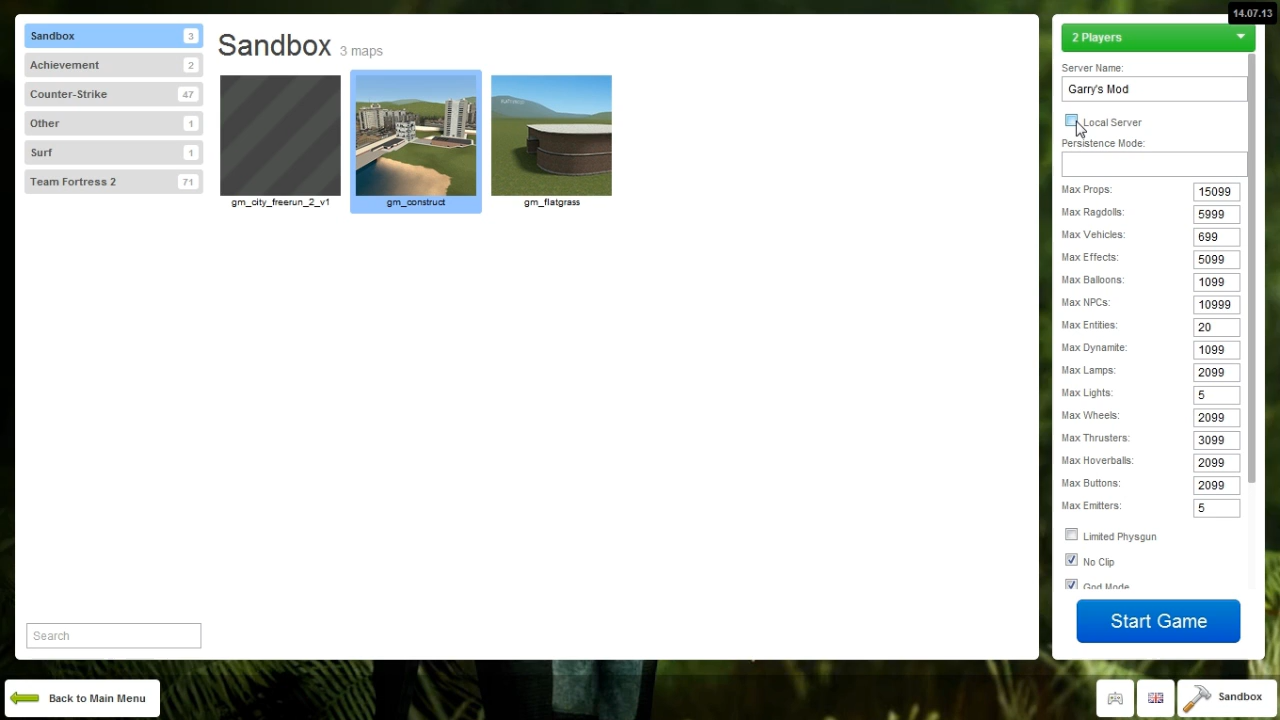 14.07.13
Sandbox 3
Achievement 2
Counter-Strike 47
Other 1
Surf 1
Team Fortress 2 71
Sandbox 3 maps
gm_city_freerun_2_v1
gm_construct
gm_flatgrass
Search
2 Players
Server Name:
Garry's Mod
Local Server
Persistence Mode:
Max Props: 15099
Max Ragdolls: 5999
Max Vehicles: 699
Max Effects: 5099
Max Balloons: 1099
Max NPCs: 10999
Max Entities: 20
Max Dynamite: 1099
Max Lamps: 2099
Max Lights: 5
Max Wheels: 2099
Max Thrusters: 3099
Max Hoverballs: 2099
Max Buttons: 2099
Max Emitters: 5
Limited Physgun
No Clip
God Mode
Start Game
Back to Main Menu
Sandbox